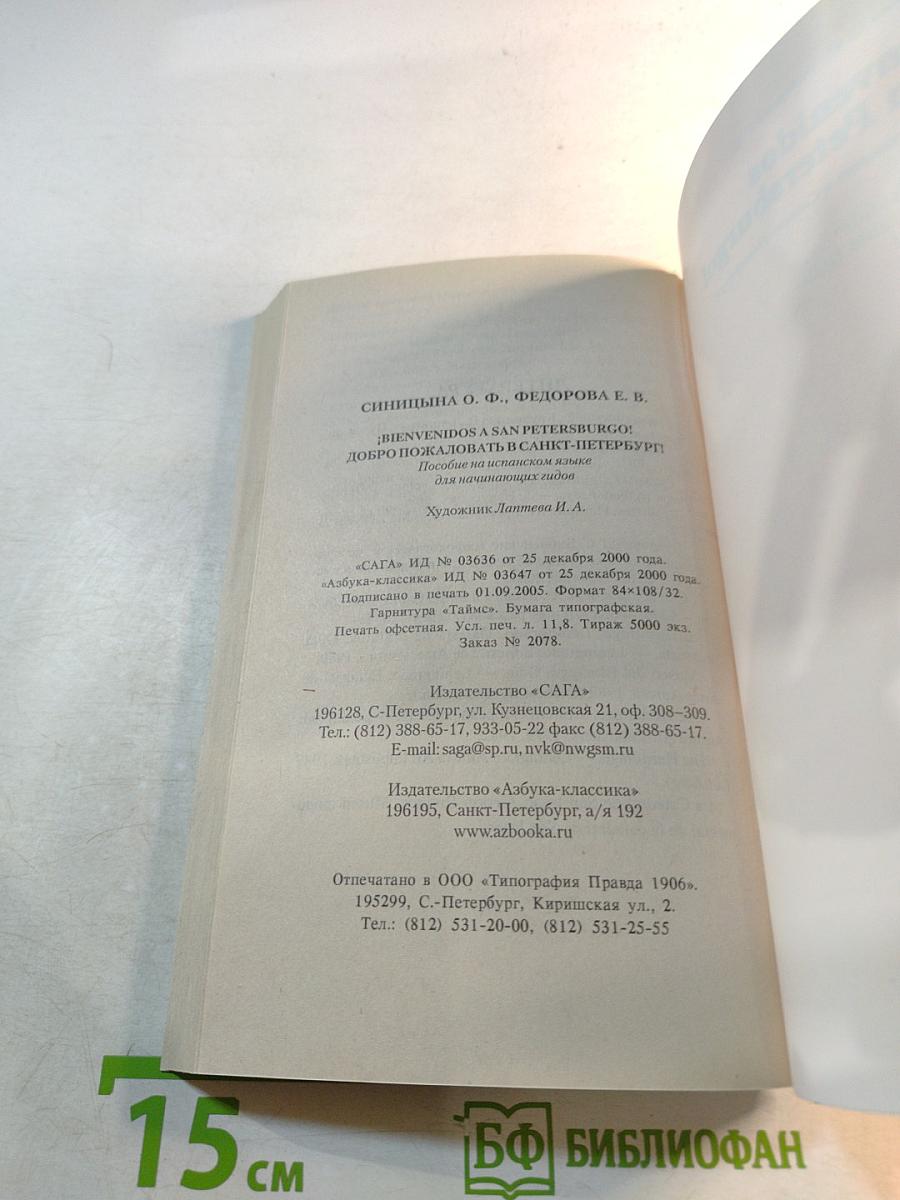 СИНИЦЫНА О. Ф., ФЕДОРОВА Е. В.
¡BIENVENIDOS A SAN PETERSBURGO!
ДОБРО ПОЖАЛОВАТЬ В САНКТ-ПЕТЕРБУРГ!
Пособие на испанском языке
для начинающих гидов
Художник Лаптева И. А.
«САГА» ИД № 03636 от 25 декабря 2000 года.
«Азбука-классика» ИД № 03647 от 25 декабря 2000 года.
Подписано в печать 01.09.2005. Формат 84×108/32.
Гарнитура «Таймс». Бумага типографская.
Печать офсетная. Усл. печ. л. 11,8. Тираж 5000 экз.
Заказ № 2078.
Издательство «САГА»
196128, С-Петербург, ул. Кузнецовская 21, оф. 308–309.
Тел.: (812) 388-65-17, 933-05-22 факс (812) 388-65-17.
E-mail: saga@sp.ru, nvk@nwgsm.ru
Издательство «Азбука-классика»
196195, Санкт-Петербург, а/я 192
www.azbooka.ru
Отпечатано в ООО «Типография Правда 1906».
195299, С.-Петербург, Киришская ул., 2.
Тел.: (812) 531-20-00, (812) 531-25-55
15 см
БФ БИБЛИОФАН